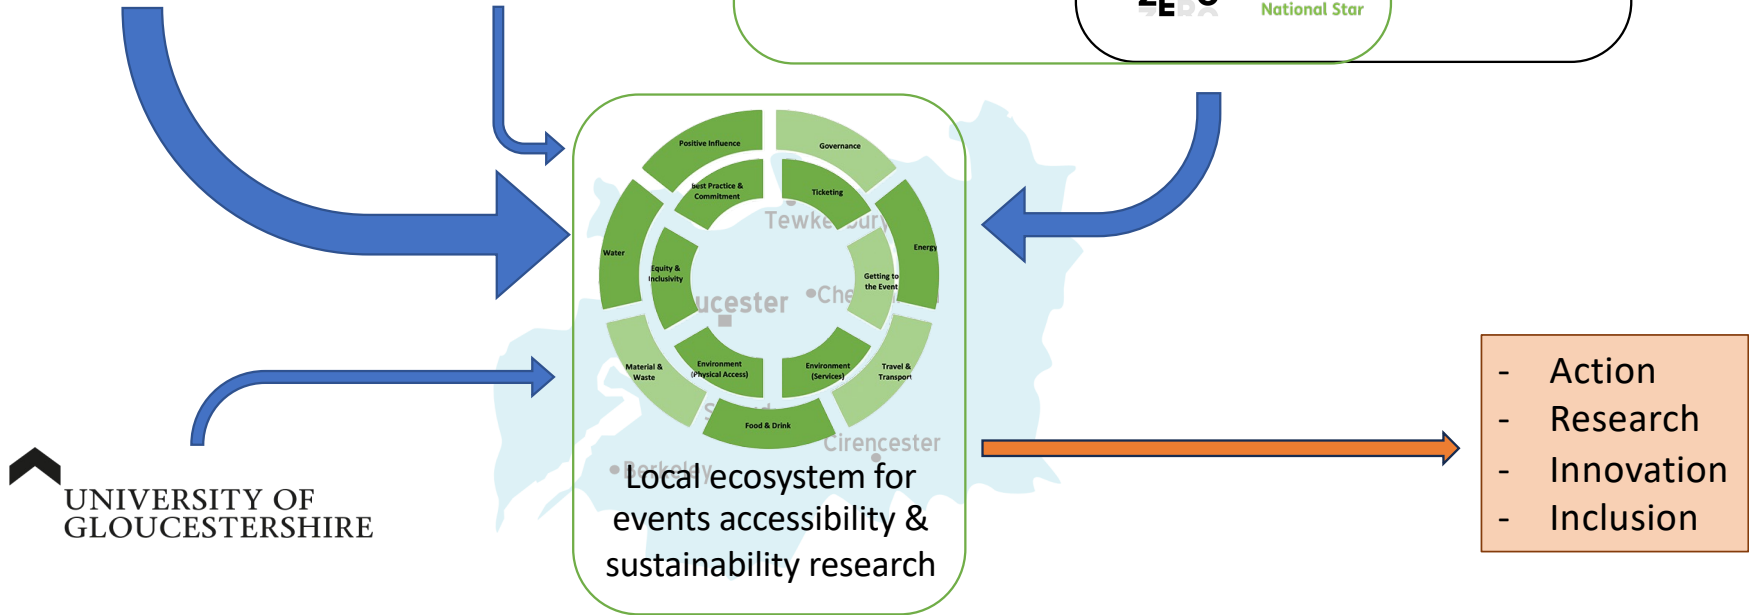 ZERO
National Star
Positive Influence
Governance
Best Practice &
Commitment
Ticketing
Tewkesbury
Water
Energy
Equity &
Inclusivity
Getting to
the Event
ucester
Che
Material &
Waste
Environment
(Physical Access)
Environment
(Services)
Travel &
Transport
Food & Drink
Cirencester
Berkeley
Local ecosystem for
events accessibility &
sustainability research
UNIVERSITY OF
GLOUCESTERSHIRE
- Action
- Research
- Innovation
- Inclusion